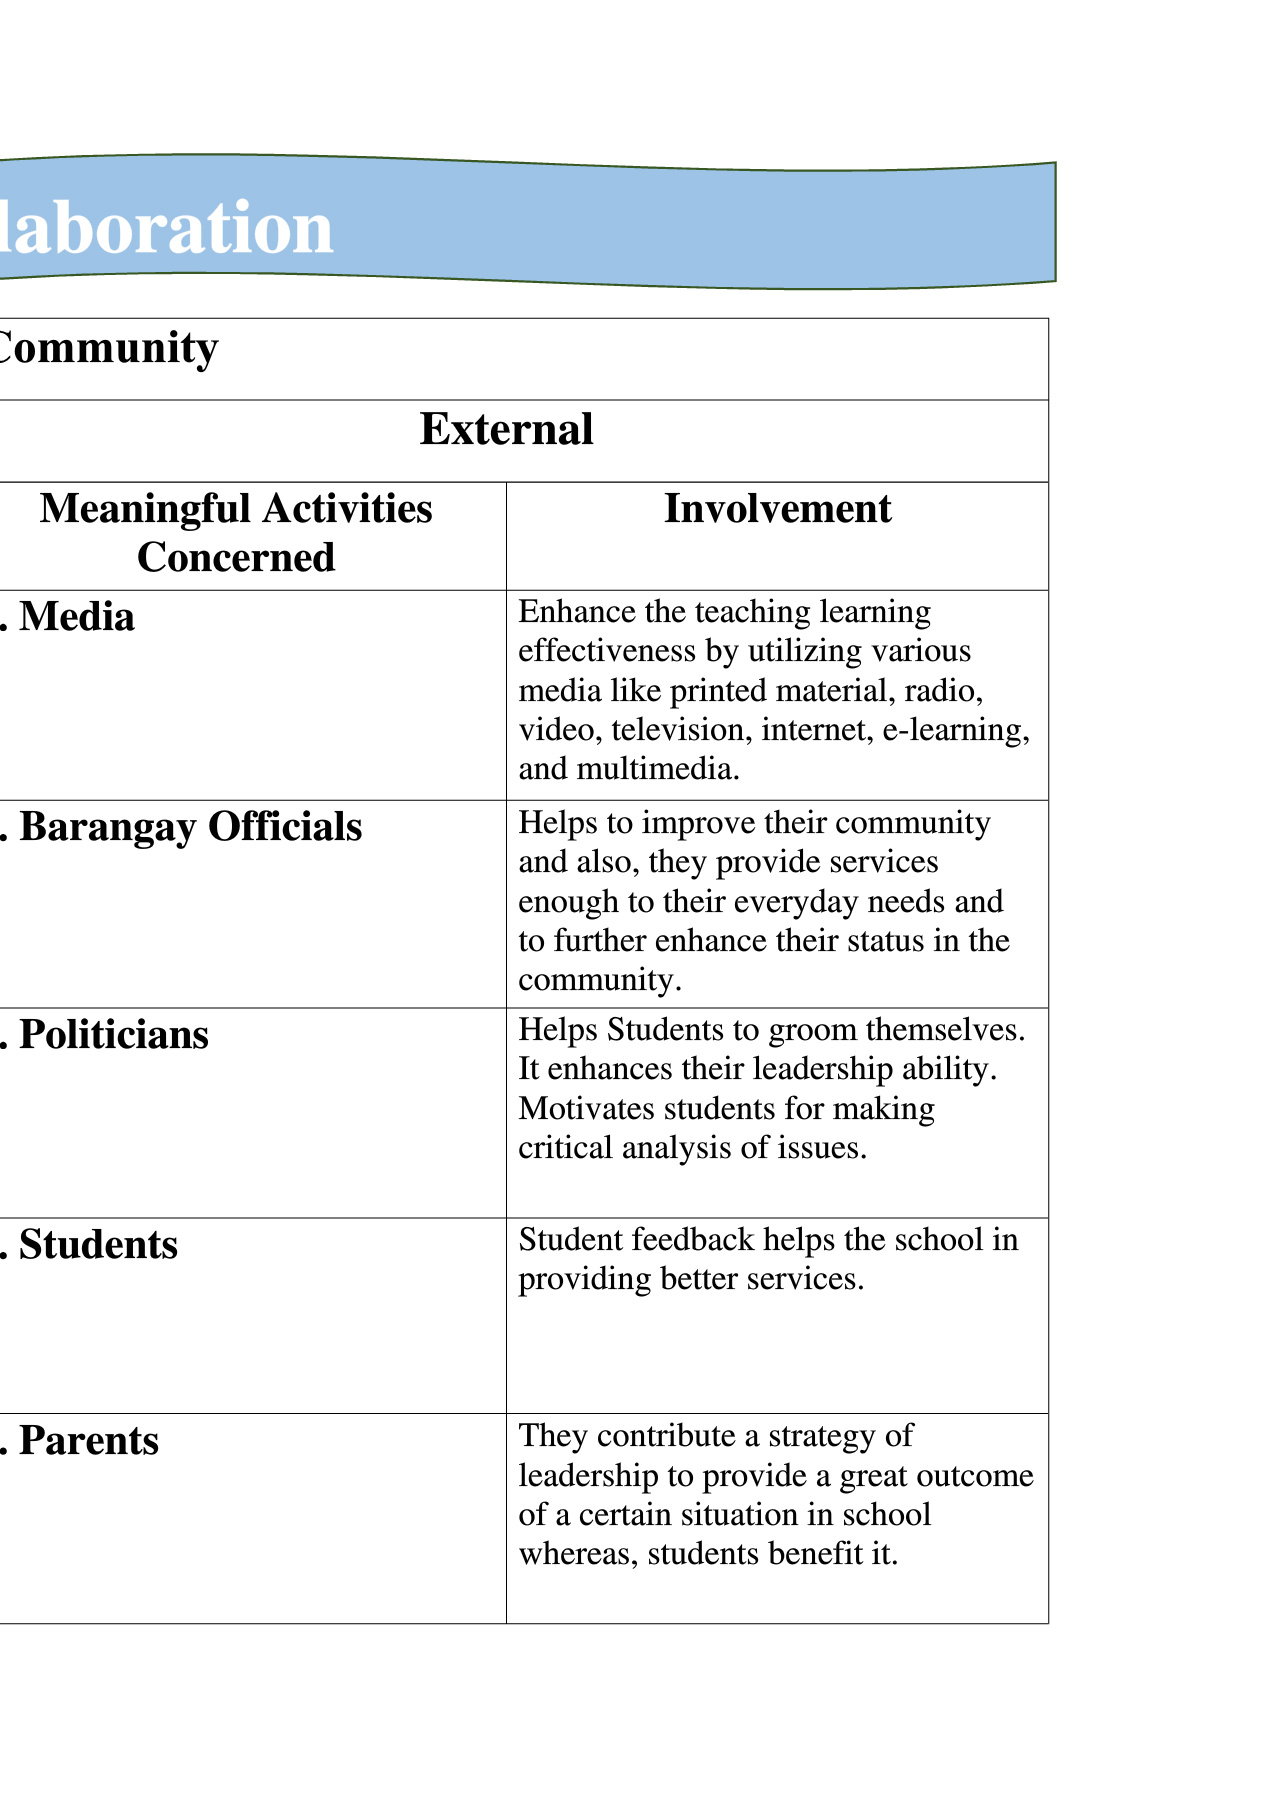 laboration
Community
External
Meaningful Activities
Concerned
Involvement
. Media
Enhance the teaching learning
effectiveness by utilizing various
media like printed material, radio,
video, television, internet, e-learning,
and multimedia.
. Barangay Officials
Helps to improve their community
and also, they provide services
enough to their everyday needs and
to further enhance their status in the
community.
. Politicians
Helps Students to groom themselves.
It enhances their leadership ability.
Motivates students for making
critical analysis of issues.
. Students
Student feedback helps the school in
providing better services.
. Parents
They contribute a strategy of
leadership to provide a great outcome
of a certain situation in school
whereas, students benefit it.